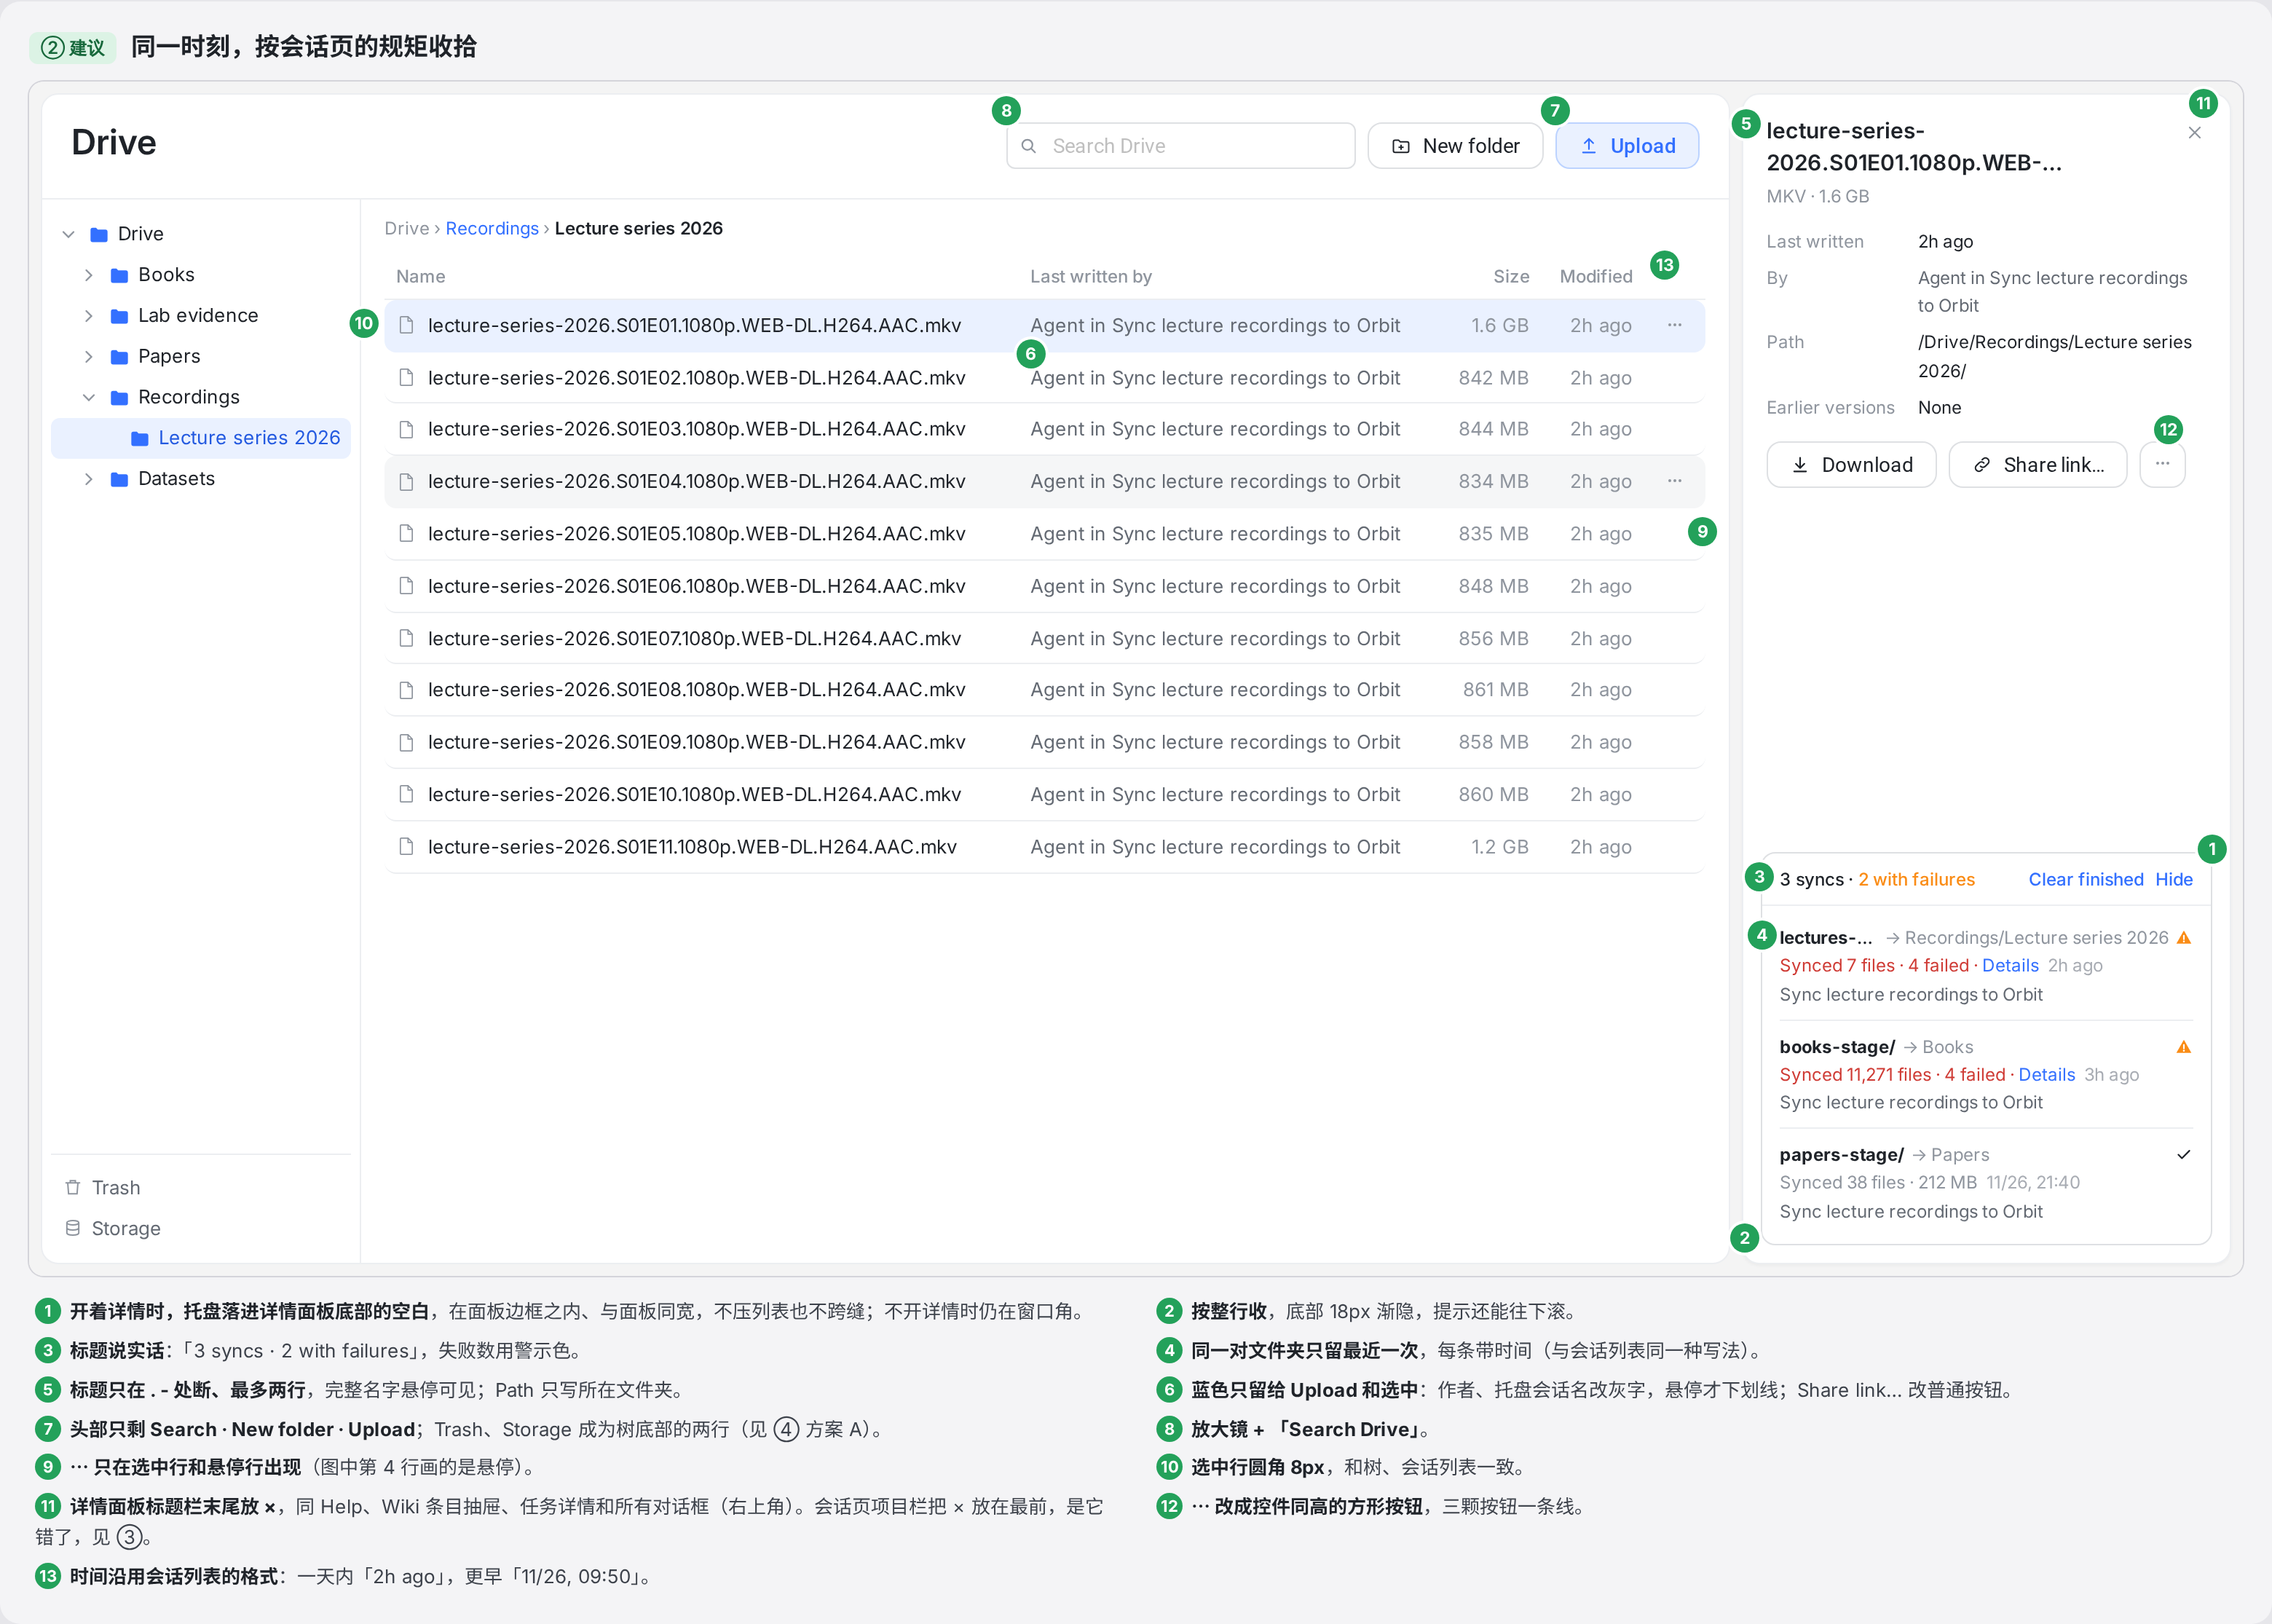 ② 建议 同一时刻，按会话页的规矩收拾
Drive
8
Search Drive
New folder
7
Upload
Drive
Books
Lab evidence
Papers
Recordings
Lecture series 2026
Datasets
Trash
Storage
Drive › Recordings › Lecture series 2026
Name Last written by Size Modified 13
10 lecture-series-2026.S01E01.1080p.WEB-DL.H264.AAC.mkv Agent in Sync lecture recordings to Orbit 1.6 GB 2h ago ···
6
lecture-series-2026.S01E02.1080p.WEB-DL.H264.AAC.mkv Agent in Sync lecture recordings to Orbit 842 MB 2h ago
lecture-series-2026.S01E03.1080p.WEB-DL.H264.AAC.mkv Agent in Sync lecture recordings to Orbit 844 MB 2h ago
lecture-series-2026.S01E04.1080p.WEB-DL.H264.AAC.mkv Agent in Sync lecture recordings to Orbit 834 MB 2h ago ···
lecture-series-2026.S01E05.1080p.WEB-DL.H264.AAC.mkv Agent in Sync lecture recordings to Orbit 835 MB 2h ago 9
lecture-series-2026.S01E06.1080p.WEB-DL.H264.AAC.mkv Agent in Sync lecture recordings to Orbit 848 MB 2h ago
lecture-series-2026.S01E07.1080p.WEB-DL.H264.AAC.mkv Agent in Sync lecture recordings to Orbit 856 MB 2h ago
lecture-series-2026.S01E08.1080p.WEB-DL.H264.AAC.mkv Agent in Sync lecture recordings to Orbit 861 MB 2h ago
lecture-series-2026.S01E09.1080p.WEB-DL.H264.AAC.mkv Agent in Sync lecture recordings to Orbit 858 MB 2h ago
lecture-series-2026.S01E10.1080p.WEB-DL.H264.AAC.mkv Agent in Sync lecture recordings to Orbit 860 MB 2h ago
lecture-series-2026.S01E11.1080p.WEB-DL.H264.AAC.mkv Agent in Sync lecture recordings to Orbit 1.2 GB 2h ago
11
5 lecture-series-
2026.S01E01.1080p.WEB-...
MKV · 1.6 GB
Last written 2h ago
By Agent in Sync lecture recordings
to Orbit
Path /Drive/Recordings/Lecture series
2026/
Earlier versions None
12
Download Share link... ···
1
3 3 syncs · 2 with failures Clear finished Hide
4 lectures-... → Recordings/Lecture series 2026
Synced 7 files · 4 failed · Details 2h ago
Sync lecture recordings to Orbit
books-stage/ → Books
Synced 11,271 files · 4 failed · Details 3h ago
Sync lecture recordings to Orbit
papers-stage/ → Papers
Synced 38 files · 212 MB 11/26, 21:40
Sync lecture recordings to Orbit
2
1 开着详情时，托盘落进详情面板底部的空白，在面板边框之内、与面板同宽，不压列表也不跨缝；不开详情时仍在窗口角。
2 按整行收，底部 18px 渐隐，提示还能往下滚。
3 标题说实话：「3 syncs · 2 with failures」，失败数用警示色。
4 同一对文件夹只留最近一次，每条带时间（与会话列表同一种写法）。
5 标题只在 . - 处断、最多两行，完整名字悬停可见；Path 只写所在文件夹。
6 蓝色只留给 Upload 和选中：作者、托盘会话名改灰字，悬停才下划线；Share link... 改普通按钮。
7 头部只剩 Search · New folder · Upload；Trash、Storage 成为树底部的两行（见 ④ 方案 A）。
8 放大镜 + 「Search Drive」。
9 ··· 只在选中行和悬停行出现（图中第 4 行画的是悬停）。
10 选中行圆角 8px，和树、会话列表一致。
11 详情面板标题栏末尾放 ×，同 Help、Wiki 条目抽屉、任务详情和所有对话框（右上角）。会话页项目栏把 × 放在最前，是它
错了，见 ③。
12 ··· 改成控件同高的方形按钮，三颗按钮一条线。
13 时间沿用会话列表的格式：一天内「2h ago」，更早「11/26, 09:50」。